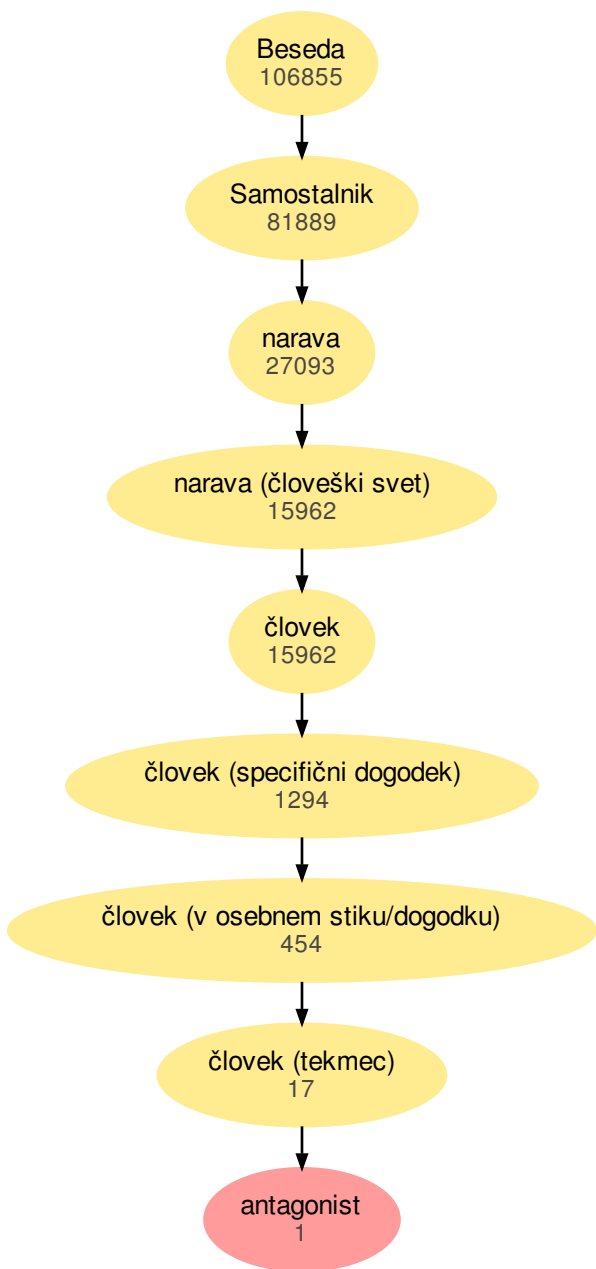 Beseda
106855
Samostalnik
81889
narava
27093
narava (človeški svet)
15962
človek
15962
človek (specifični dogodek)
1294
človek (v osebnem stiku/dogodku)
454
človek (tekmec)
17
antagonist
1